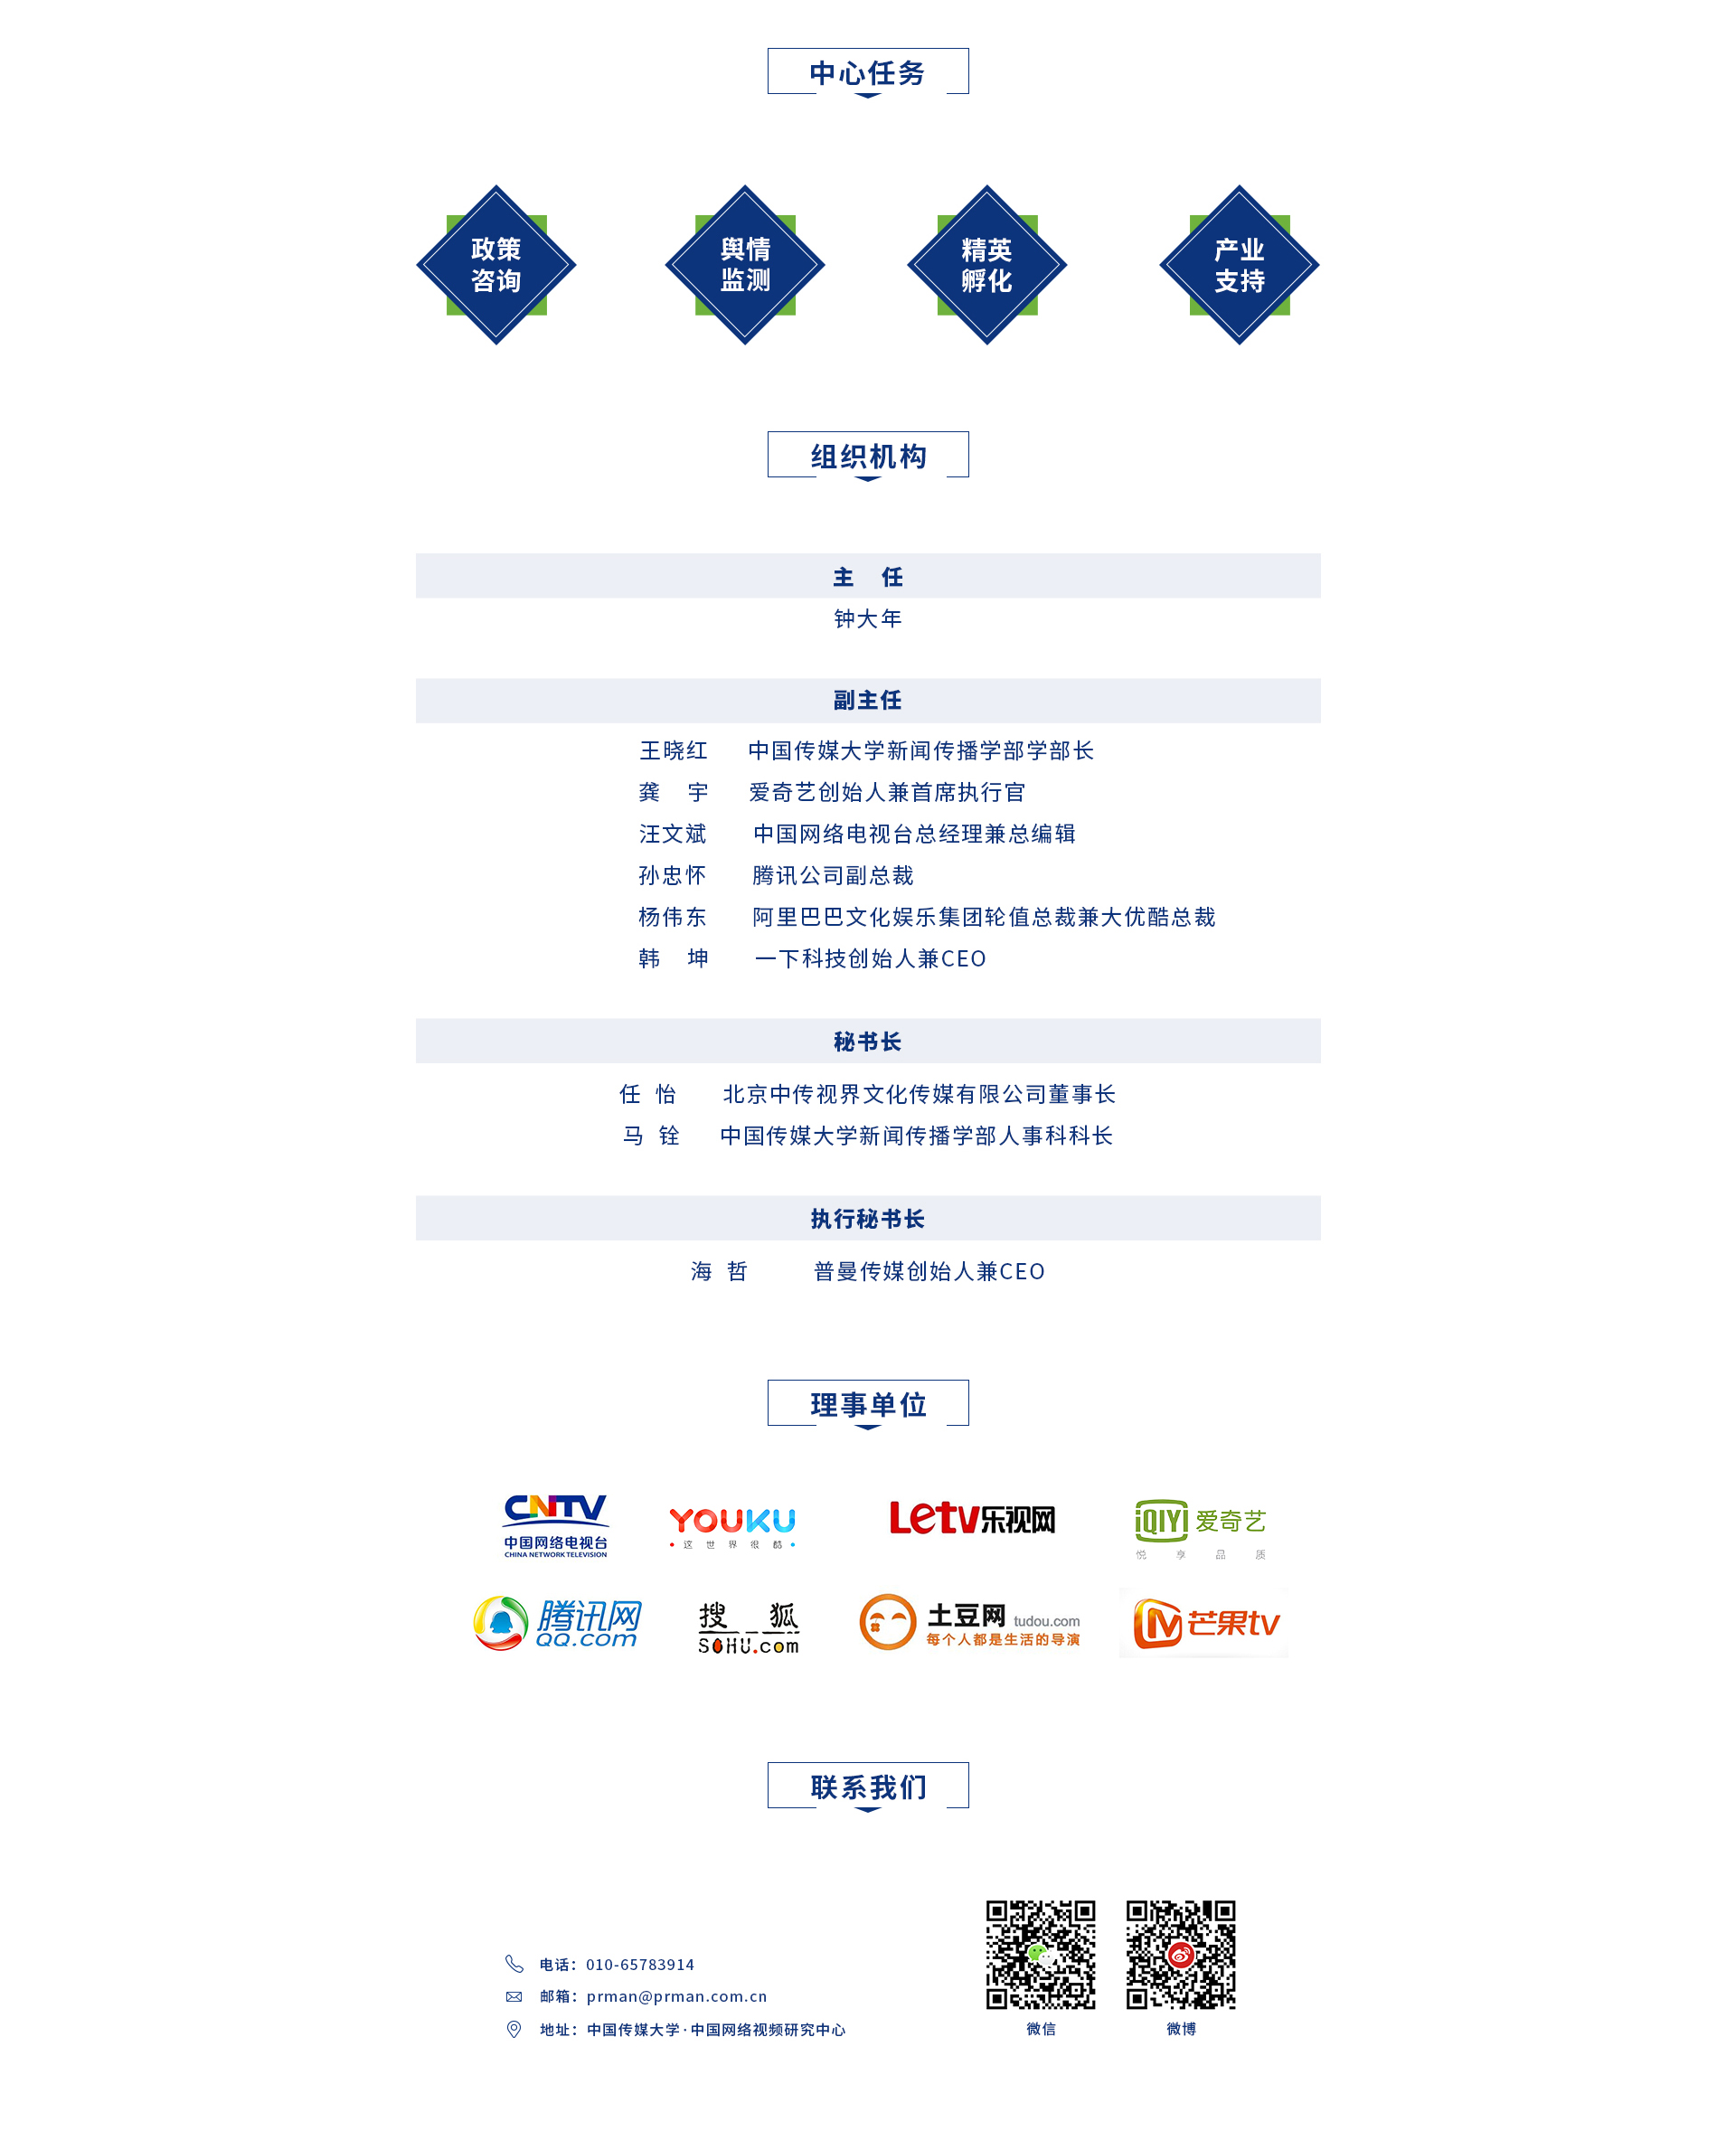 中心任务
政策
咨询
舆情
监测
精英
孵化
产业
支持
组织机构
主 任
钟大年
副主任
王晓红 中国传媒大学新闻传播学部学部长
龚 宇 爱奇艺创始人兼首席执行官
汪文斌 中国网络电视台总经理兼总编辑
孙忠怀 腾讯公司副总裁
杨伟东 阿里巴巴文化娱乐集团轮值总裁兼大优酷总裁
韩 坤 一下科技创始人兼CEO
秘书长
任 怡 北京中传视界文化传媒有限公司董事长
马 铨 中国传媒大学新闻传播学部人事科科长
执行秘书长
海 哲 普曼传媒创始人兼CEO
理事单位
CNTV
中国网络电视台
CHINA NETWORK TELEVISION
YOUKU
这世界很酷
Letv乐视网
iQIYI 爱奇艺
悦享品质
腾讯网
QQ.com
搜狐
SOHU.com
土豆网 tudou.com
每个人都是生活的导演
芒果tv
联系我们
电话：010-65783914
邮箱：prman@prman.com.cn
地址：中国传媒大学·中国网络视频研究中心
微信
微博